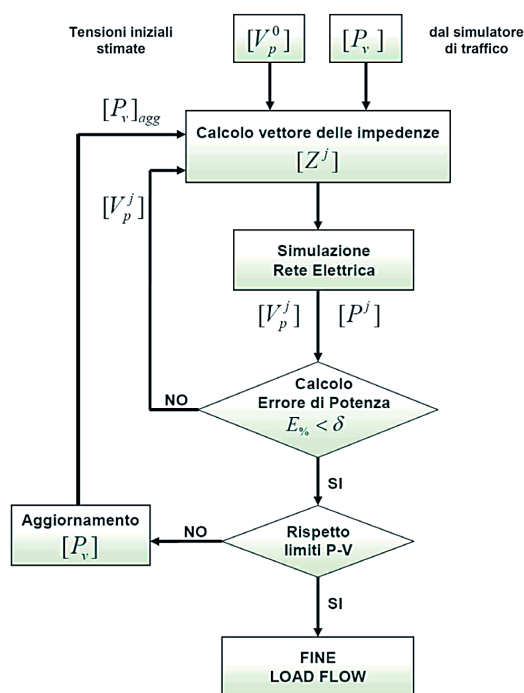 Tensioni iniziali
stimate
[V_p^0]
[P_v]
dal simulatore
di traffico
[P_v]_{agg}
Calcolo vettore delle impedenze
[Z^j]
[V_p^j]
Simulazione
Rete Elettrica
[V_p^j] [P^j]
Calcolo
Errore di Potenza
E_% < δ
NO
SI
Aggiornamento
[P_v]
NO
Rispetto
limiti P-V
SI
FINE
LOAD FLOW